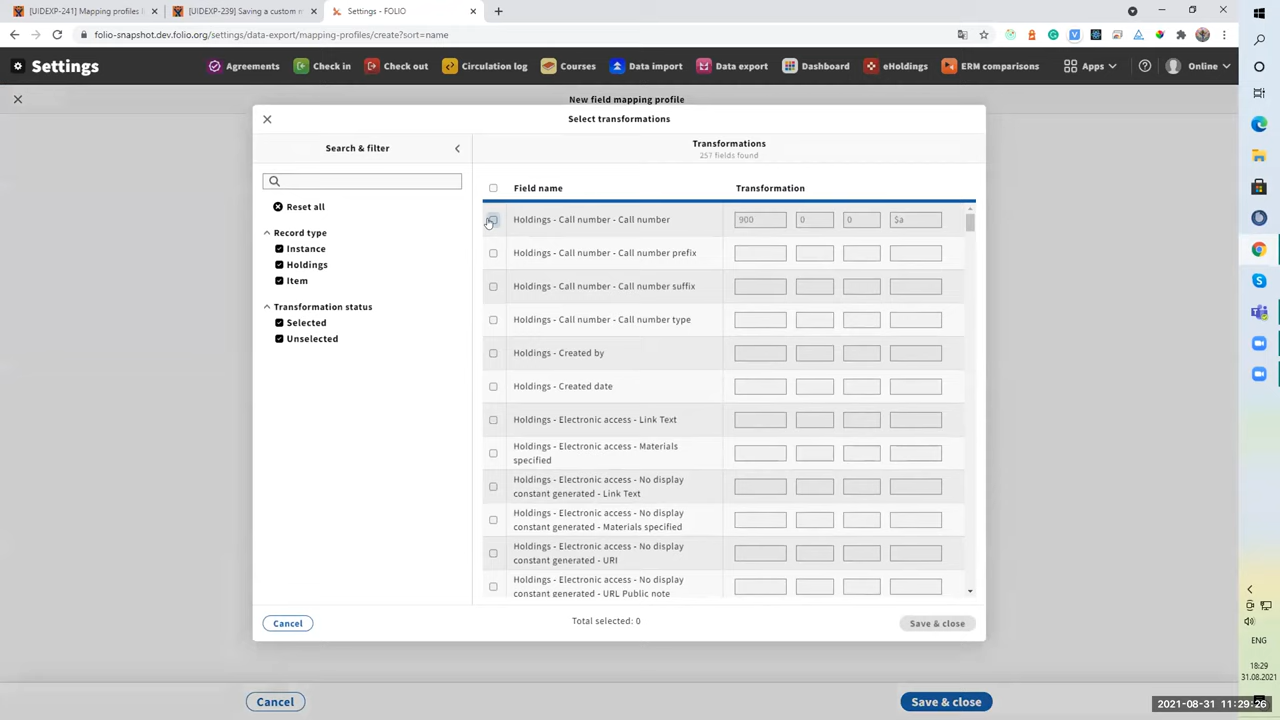 [UIDEXP-241] Mapping profiles l
[UIDEXP-239] Saving a custom m
Settings - FOLIO
folio-snapshot.dev.folio.org/settings/data-export/mapping-profiles/create?sort=name
Settings
Agreements
Check in
Check out
Circulation log
Courses
Data import
Data export
Dashboard
eHoldings
ERM comparisons
Apps
Online
New field mapping profile
Select transformations
Search & filter
Reset all
Record type
Instance
Holdings
Item
Transformation status
Selected
Unselected
Transformations
257 fields found
Field name Transformation
Holdings - Call number - Call number 900 0 0 $a
Holdings - Call number - Call number prefix
Holdings - Call number - Call number suffix
Holdings - Call number - Call number type
Holdings - Created by
Holdings - Created date
Holdings - Electronic access - Link Text
Holdings - Electronic access - Materials
specified
Holdings - Electronic access - No display
constant generated - Link Text
Holdings - Electronic access - No display
constant generated - Materials specified
Holdings - Electronic access - No display
constant generated - URI
Holdings - Electronic access - No display
constant generated - URL Public note
Cancel
Total selected: 0
Save & close
Cancel
Save & close
ENG
18:29
31.08.2021
2021-08-31 11:29:26